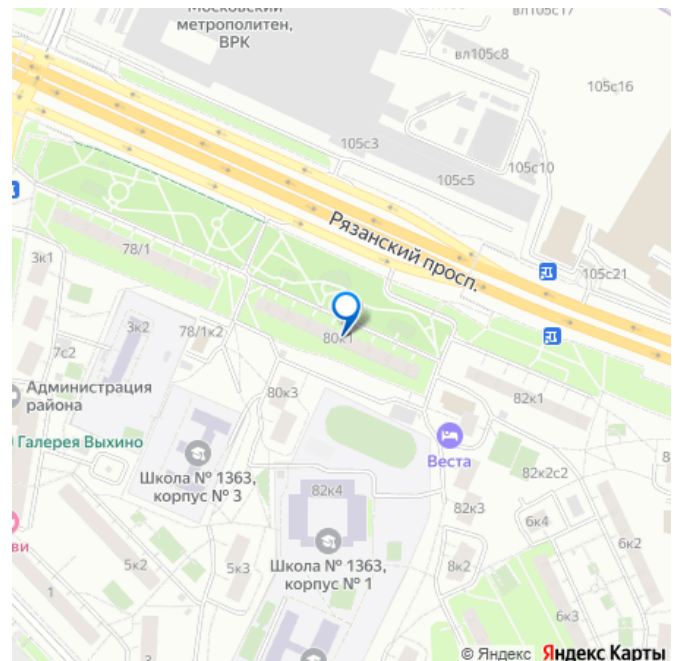 Московский
метрополитен,
ВРК
вл105с17
вл105с8
105с16
105с3
105с10
105с5
Рязанский просп.
105с21
3к1
78/1
3к2
78/1к2
80к1
7с2
Администрация
района
80к3
82к1
Галерея Выхино
Веста
Школа № 1363,
корпус № 3
82к4
82к2с2
82к3
6к4
6к2
ви
Школа № 1363,
корпус № 1
5к2
5к3
8к2
1
6к3
© Яндекс Яндекс Карты